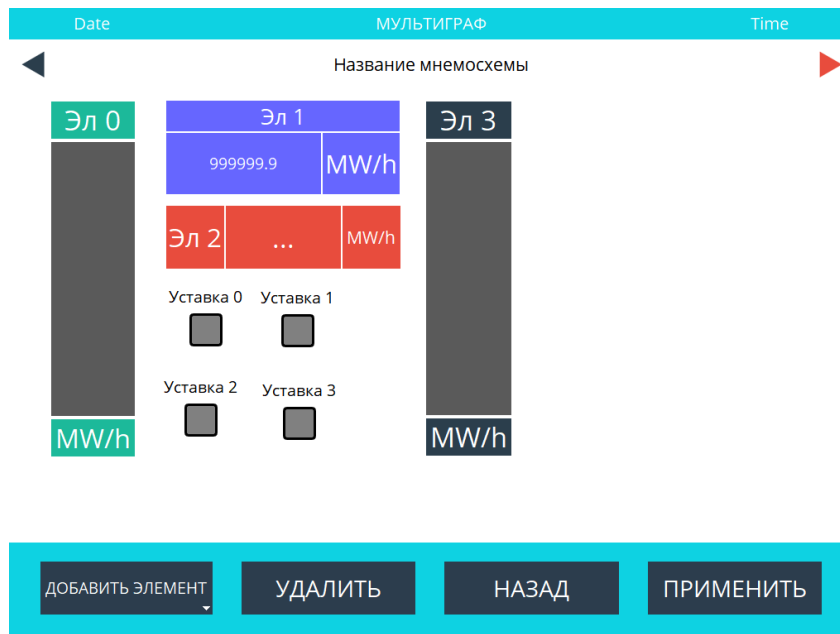 Date МУЛЬТИГРАФ Time
Название мнемосхемы
Эл 0
Эл 1
Эл 3
999999.9 MW/h
Эл 2 ... MW/h
Уставка 0 Уставка 1
Уставка 2 Уставка 3
MW/h
MW/h
ДОБАВИТЬ ЭЛЕМЕНТ УДАЛИТЬ НАЗАД ПРИМЕНИТЬ